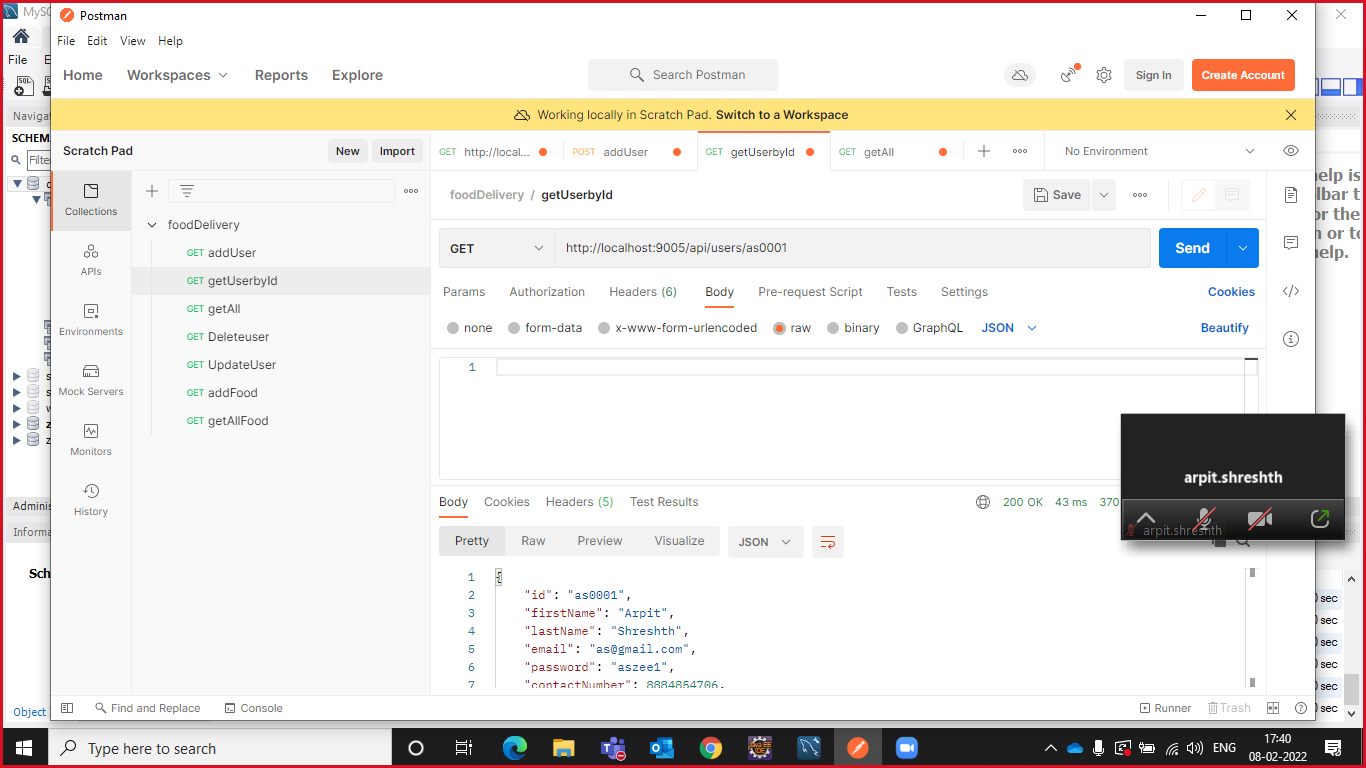 MySQ
Postman
File Edit View Help
File
Home Workspaces Reports Explore
Search Postman
Sign In
Create Account
Working locally in Scratch Pad. Switch to a Workspace
Navigat
SCHEMA
Filter
Scratch Pad
New
Import
GET http://local...
POST addUser
GET getUserbyId
GET getAll
No Environment
Collections
APIs
Environments
Mock Servers
Monitors
History
foodDelivery
GET addUser
GET getUserbyId
GET getAll
GET Deleteuser
GET UpdateUser
GET addFood
GET getAllFood
foodDelivery / getUserbyId
Save
GET
http://localhost:9005/api/users/as0001
Send
Params Authorization Headers (6) Body Pre-request Script Tests Settings
Cookies
none form-data x-www-form-urlencoded raw binary GraphQL JSON
Beautify
1
help is
lbar t
or the
n or to
help.
arpit.shreshth
arpit.shreshth
Body Cookies Headers (5) Test Results
200 OK 43 ms 370
Pretty Raw Preview Visualize JSON
1 {
2 "id": "as0001",
3 "firstName": "Arpit",
4 "lastName": "Shreshth",
5 "email": "as@gmail.com",
6 "password": "aszee1",
7 "contactNumber": 8884854706,
Adminis
Informa
Sch
Object
0 sec
0 sec
0 sec
0 sec
0 sec
0 sec
Find and Replace
Console
Runner
Trash
Type here to search
ENG
17:40
08-02-2022